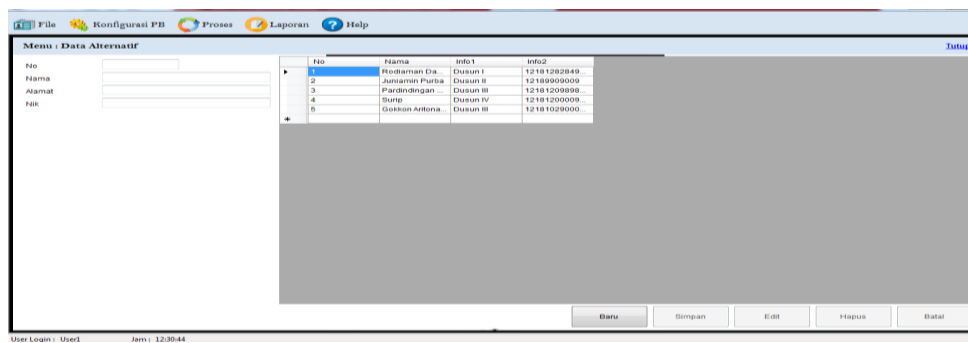 File Konfigurasi PB Proses Laporan Help
Menu : Data Alternatif Tutup
No
Nama
Alamat
Nik
No Nama Info1 Info2
1 Rodiaman Da... Dusun I 12181282849...
2 Juniamin Purba Dusun II 12189909009
3 Pardindingan ... Dusun III 12181209898...
4 Surip Dusun IV 12181200009...
5 Gokkon Aritona... Dusun III 12181029000...
Baru Simpan Edit Hapus Batal
User Login : User1 Jam : 12:30:44